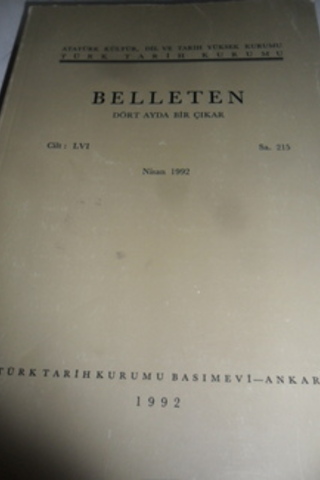 ATATÜRK KÜLTÜR, DİL VE TARİH YÜKSEK KURUMU
TÜRK TARİH KURUMU
BELLETEN
DÖRT AYDA BİR ÇIKAR
Cilt: LVI Sa. 215
Nisan 1992
TÜRK TARİH KURUMU BASIMEVİ—ANKAR
1992